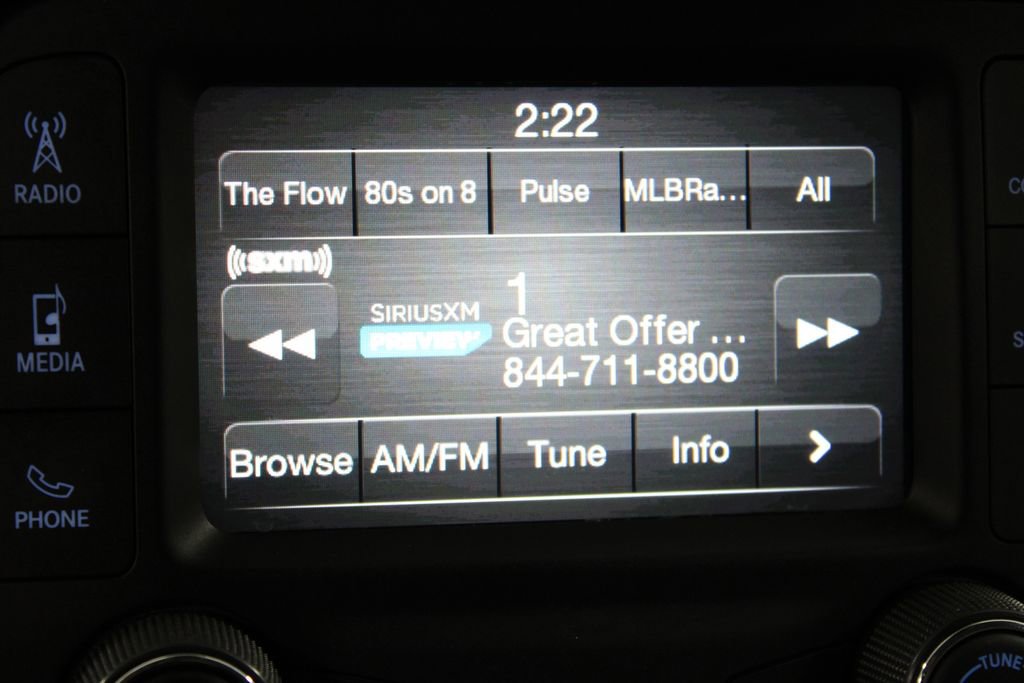 2:22
The Flow 80s on 8 Pulse MLBRa... All
RADIO
((sxm))
1
SIRIUSXM
PREVIEW
Great Offer ...
844-711-8800
MEDIA
Browse AM/FM Tune Info >
PHONE
TUNE